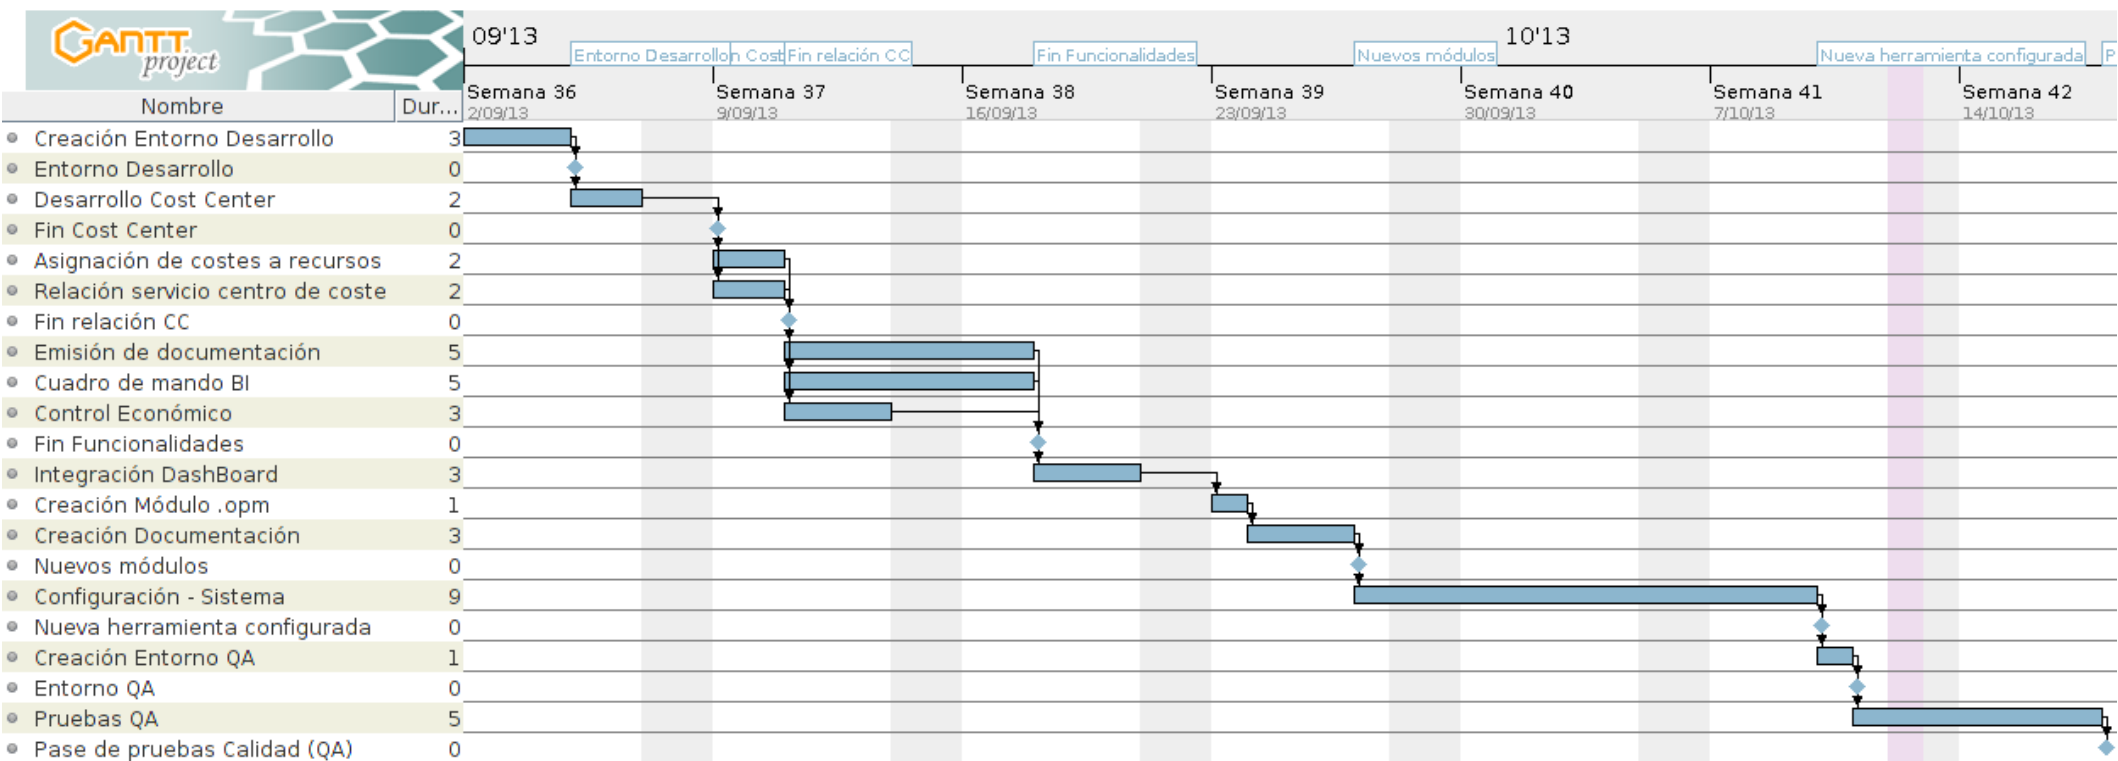 GANTT
project
09'13
10'13
Entorno Desarrollo
n Cost
Fin relación CC
Fin Funcionalidades
Nuevos módulos
Nueva herramienta configurada
P
Nombre
Dur...
Semana 36
Semana 37
Semana 38
Semana 39
Semana 40
Semana 41
Semana 42
2/09/13
9/09/13
16/09/13
23/09/13
30/09/13
7/10/13
14/10/13
Creación Entorno Desarrollo 3
Entorno Desarrollo 0
Desarrollo Cost Center 2
Fin Cost Center 0
Asignación de costes a recursos 2
Relación servicio centro de coste 2
Fin relación CC 0
Emisión de documentación 5
Cuadro de mando BI 5
Control Económico 3
Fin Funcionalidades 0
Integración DashBoard 3
Creación Módulo .opm 1
Creación Documentación 3
Nuevos módulos 0
Configuración - Sistema 9
Nueva herramienta configurada 0
Creación Entorno QA 1
Entorno QA 0
Pruebas QA 5
Pase de pruebas Calidad (QA) 0